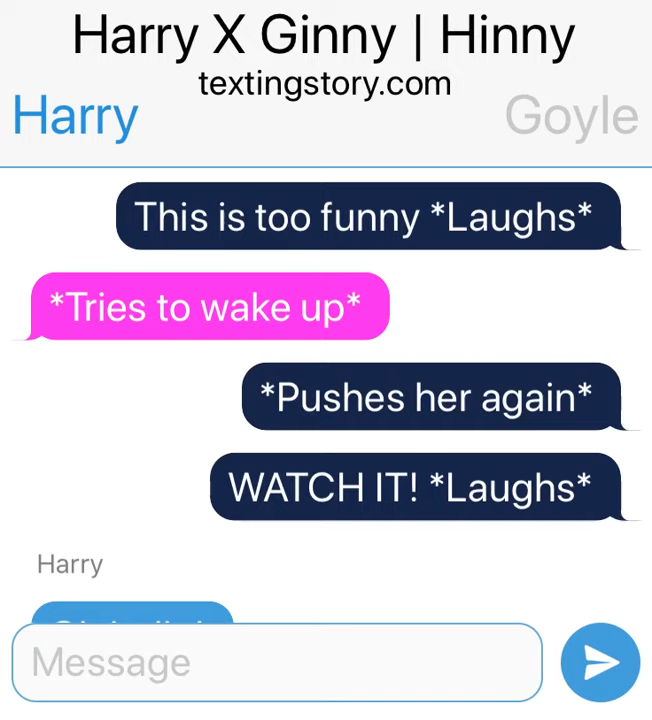 Harry X Ginny | Hinny
textingstory.com
Harry Goyle
This is too funny *Laughs*
*Tries to wake up*
*Pushes her again*
WATCH IT! *Laughs*
Harry
Message